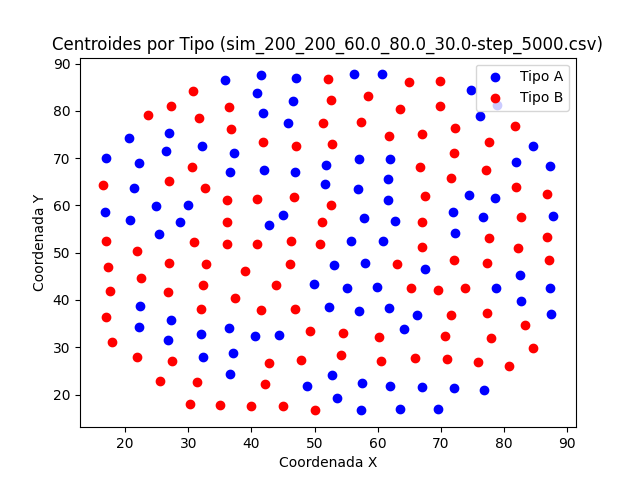 Centroides por Tipo (sim_200_200_60.0_80.0_30.0-step_5000.csv)
Tipo A
Tipo B
90
80
70
60
50
40
30
20
Coordenada Y
20 30 40 50 60 70 80 90
Coordenada X